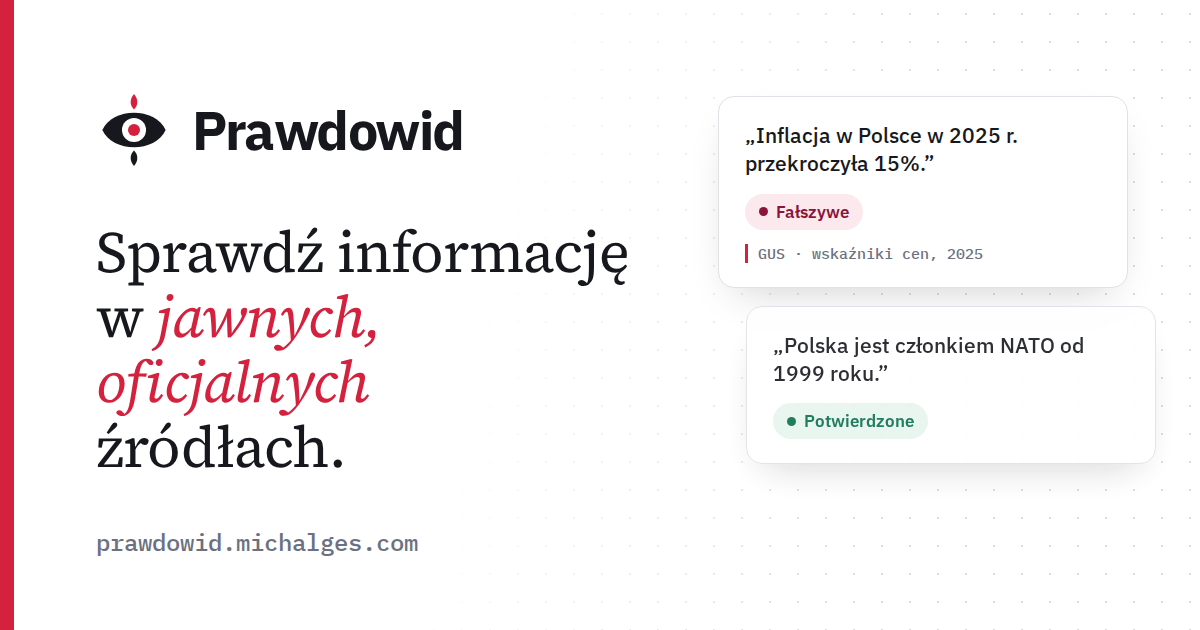 Prawdowid
Sprawdź informację
w jawnych,
oficjalnych
źródłach.
prawdowid.michalges.com
„Inflacja w Polsce w 2025 r.
przekroczyła 15%.”
Fałszywe
GUS · wskaźniki cen, 2025
„Polska jest członkiem NATO od
1999 roku.”
Potwierdzone